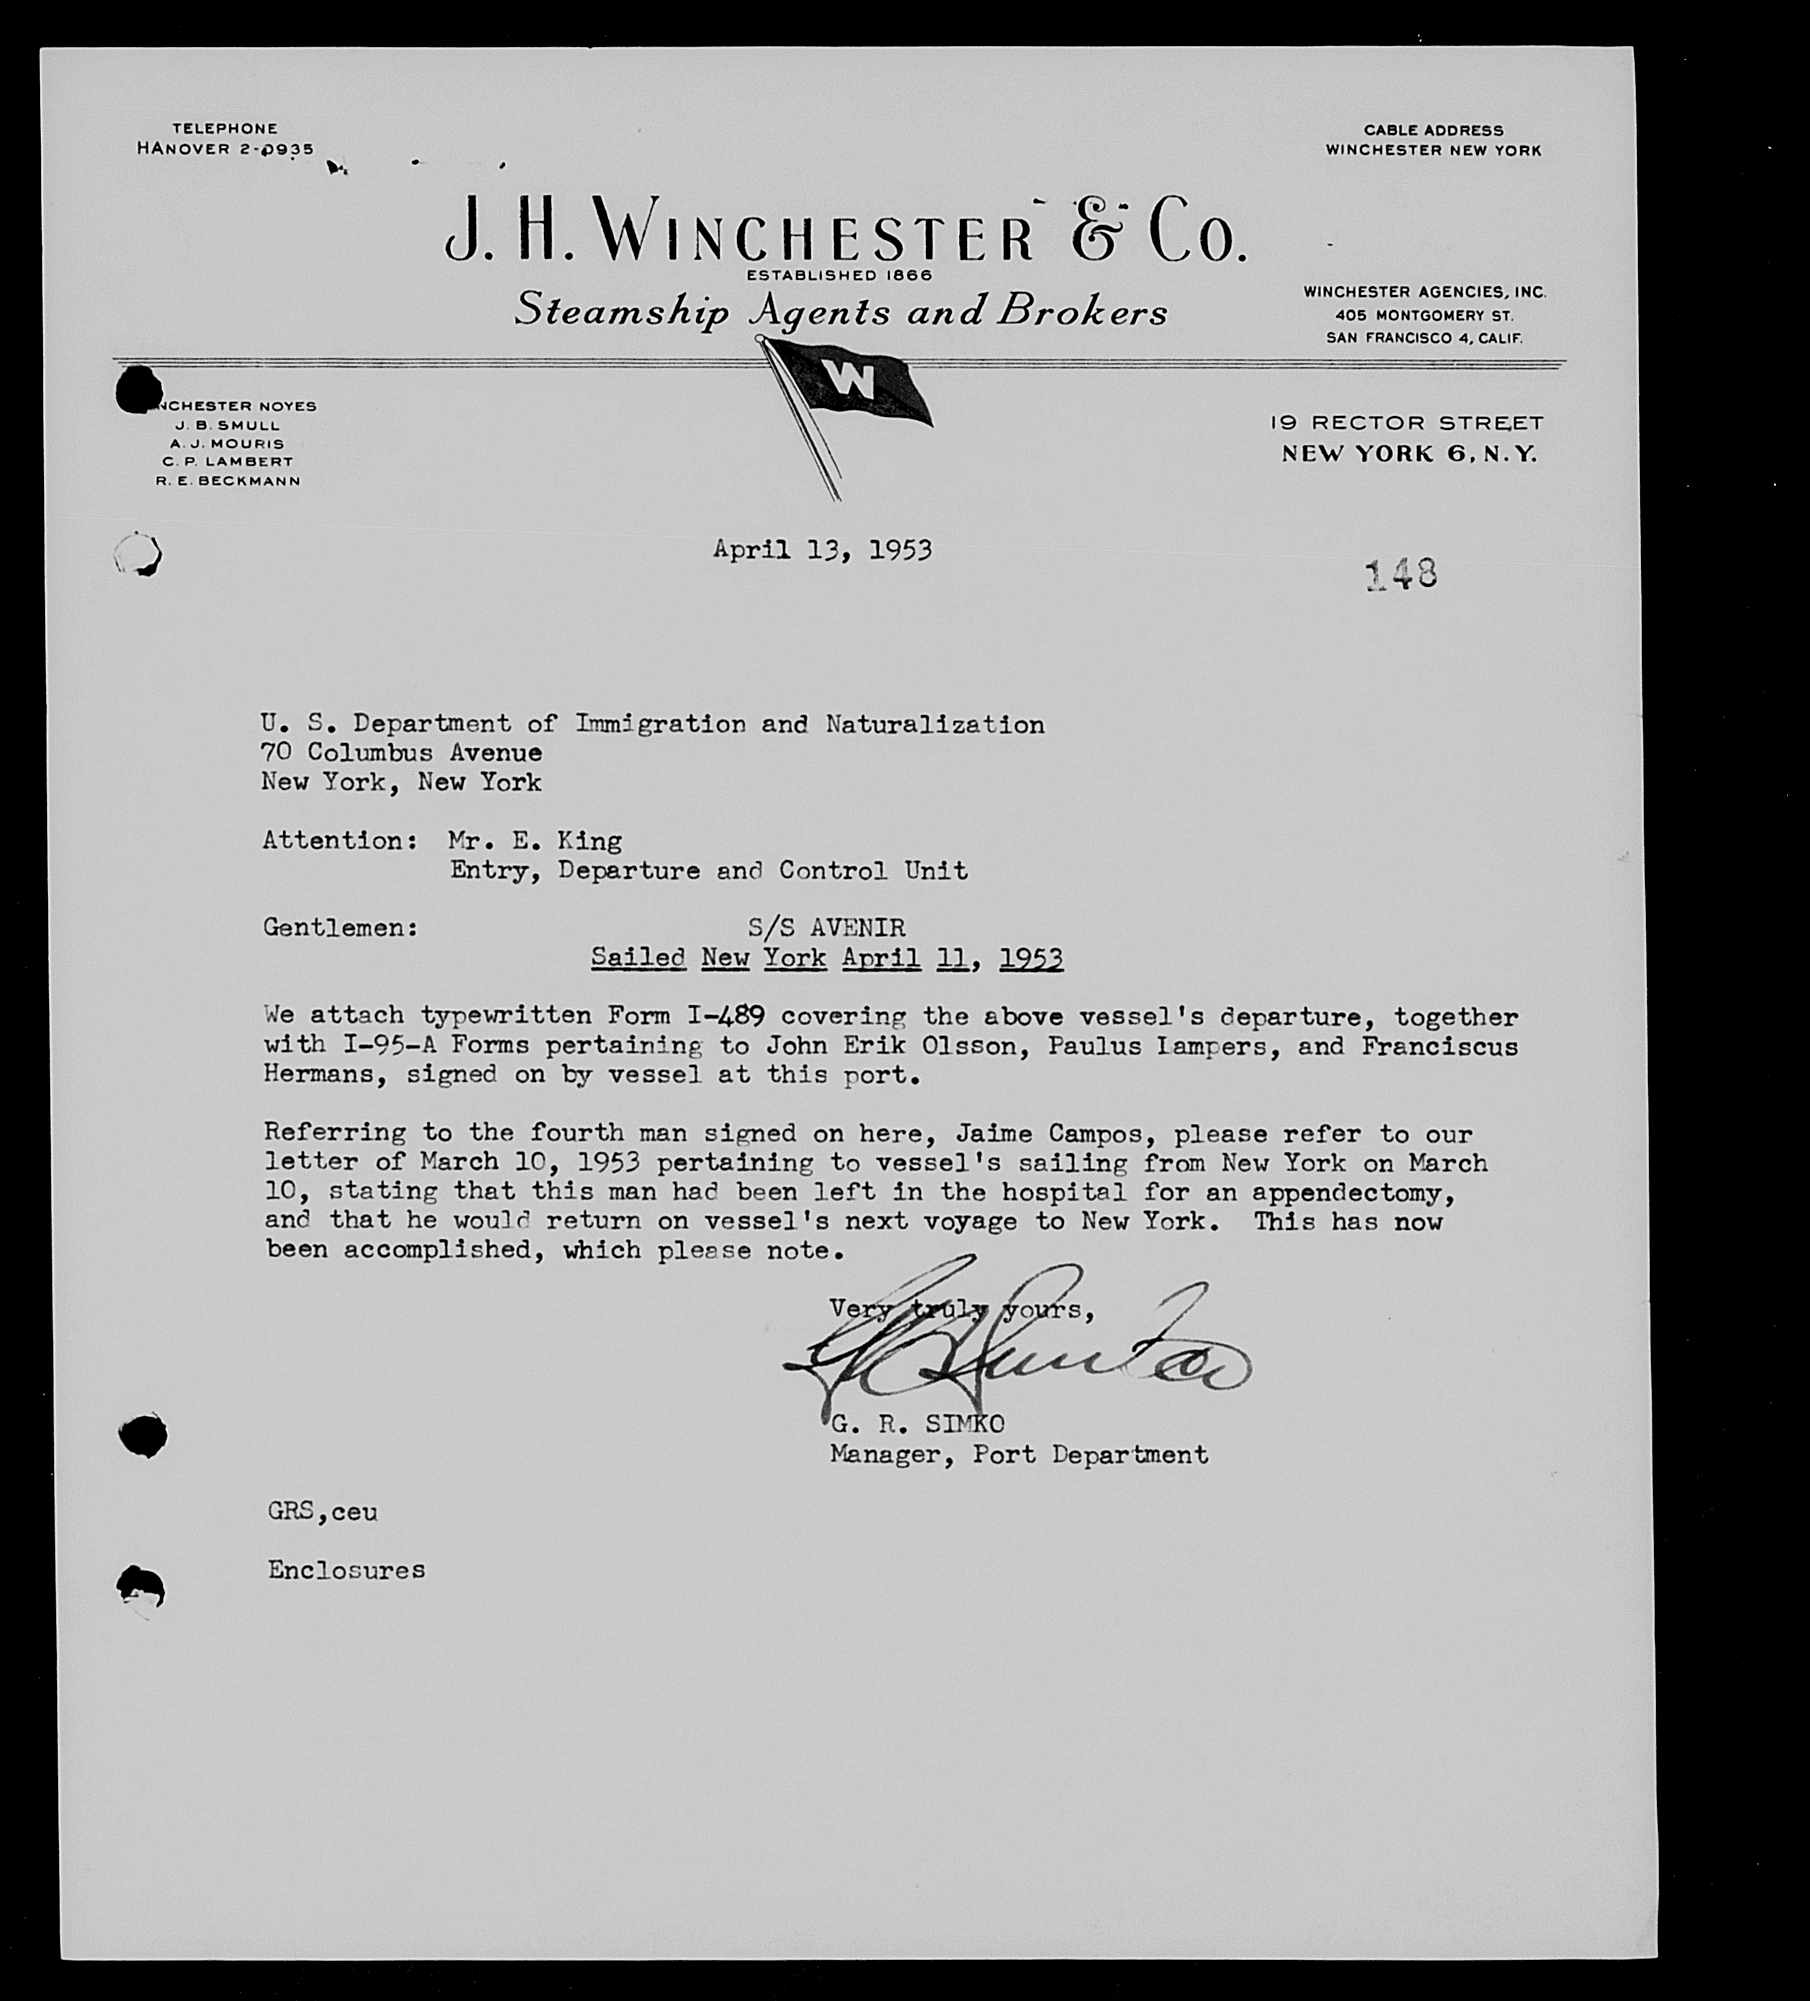 TELEPHONE
HANOVER 2-0935
CABLE ADDRESS
WINCHESTER NEW YORK
J. H. WINCHESTER & CO.
ESTABLISHED 1866
Steamship Agents and Brokers
WINCHESTER AGENCIES, INC.
405 MONTGOMERY ST.
SAN FRANCISCO 4, CALIF.
W
NCHESTER NOYES
J. B. SMULL
A. J. MOURIS
C. P. LAMBERT
R. E. BECKMANN
19 RECTOR STREET
NEW YORK 6, N. Y.
April 13, 1953
148
U. S. Department of Immigration and Naturalization
70 Columbus Avenue
New York, New York
Attention: Mr. E. King
Entry, Departure and Control Unit
Gentlemen: S/S AVENIR
Sailed New York April 11, 1953
We attach typewritten Form I-489 covering the above vessel's departure, together
with I-95-A Forms pertaining to John Erik Olsson, Paulus Lampers, and Franciscus
Hermans, signed on by vessel at this port.
Referring to the fourth man signed on here, Jaime Campos, please refer to our
letter of March 10, 1953 pertaining to vessel's sailing from New York on March
10, stating that this man had been left in the hospital for an appendectomy,
and that he would return on vessel's next voyage to New York. This has now
been accomplished, which please note.
Very truly yours,
G. R. SIMKO
Manager, Port Department
GRS,ceu
Enclosures